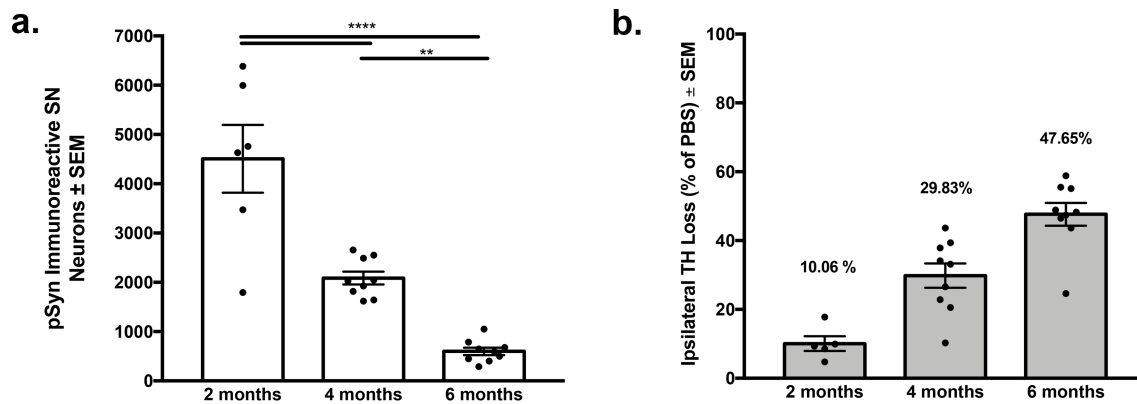 a.
pSyn Immunoreactive SN
Neurons ± SEM
7000
6000
5000
4000
3000
2000
1000
0
****
**
2 months
4 months
6 months
b.
Ipsilateral TH Loss (% of PBS) ± SEM
100
80
60
40
20
0
10.06 %
29.83%
47.65%
2 months
4 months
6 months